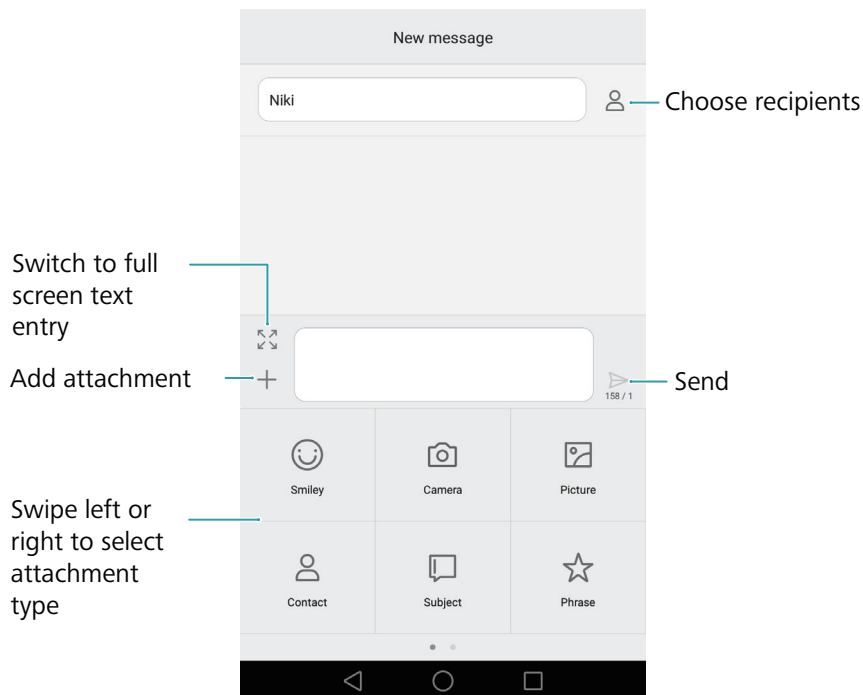 New message
Niki
Choose recipients
Switch to full
screen text
entry
Add attachment
Send
158 / 1
Smiley
Camera
Picture
Swipe left or
right to select
attachment
type
Contact
Subject
Phrase